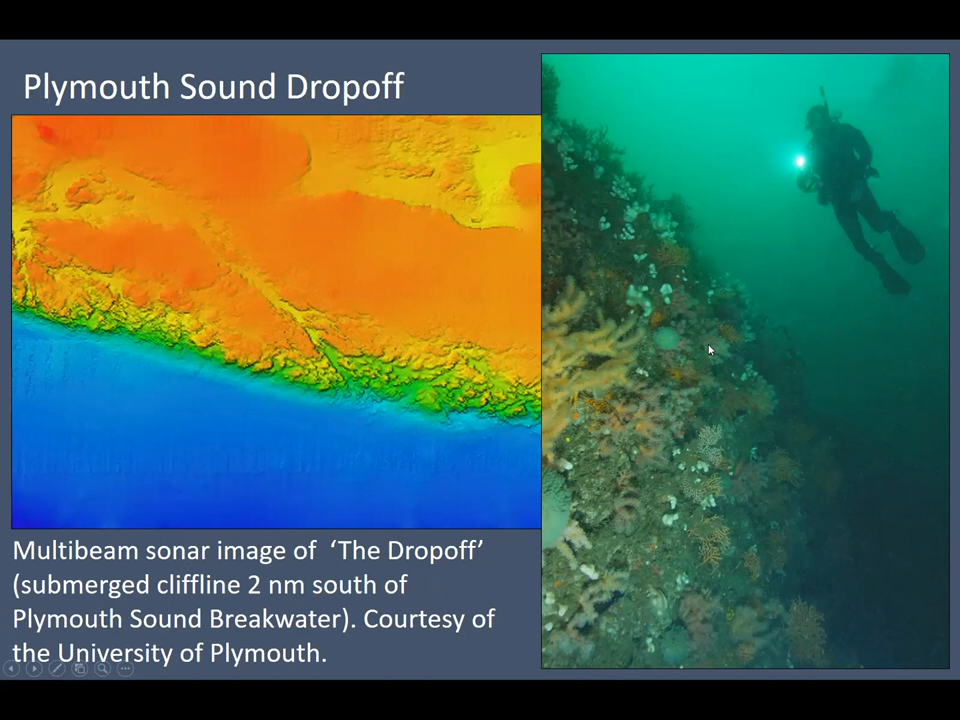 Plymouth Sound Dropoff
Multibeam sonar image of ‘The Dropoff’
(submerged cliffline 2 nm south of
Plymouth Sound Breakwater). Courtesy of
the University of Plymouth.